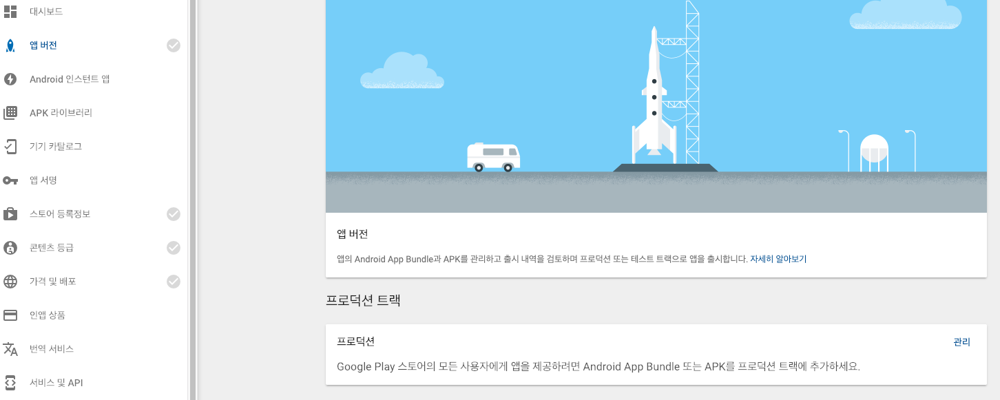 대시보드
앱 버전
Android 인스턴트 앱
APK 라이브러리
기기 카탈로그
앱 서명
스토어 등록정보
콘텐츠 등급
가격 및 배포
인앱 상품
번역 서비스
서비스 및 API
앱 버전
앱의 Android App Bundle과 APK를 관리하고 출시 내역을 검토하며 프로덕션 또는 테스트 트랙으로 앱을 출시합니다. 자세히 알아보기
프로덕션 트랙
프로덕션
관리
Google Play 스토어의 모든 사용자에게 앱을 제공하려면 Android App Bundle 또는 APK를 프로덕션 트랙에 추가하세요.